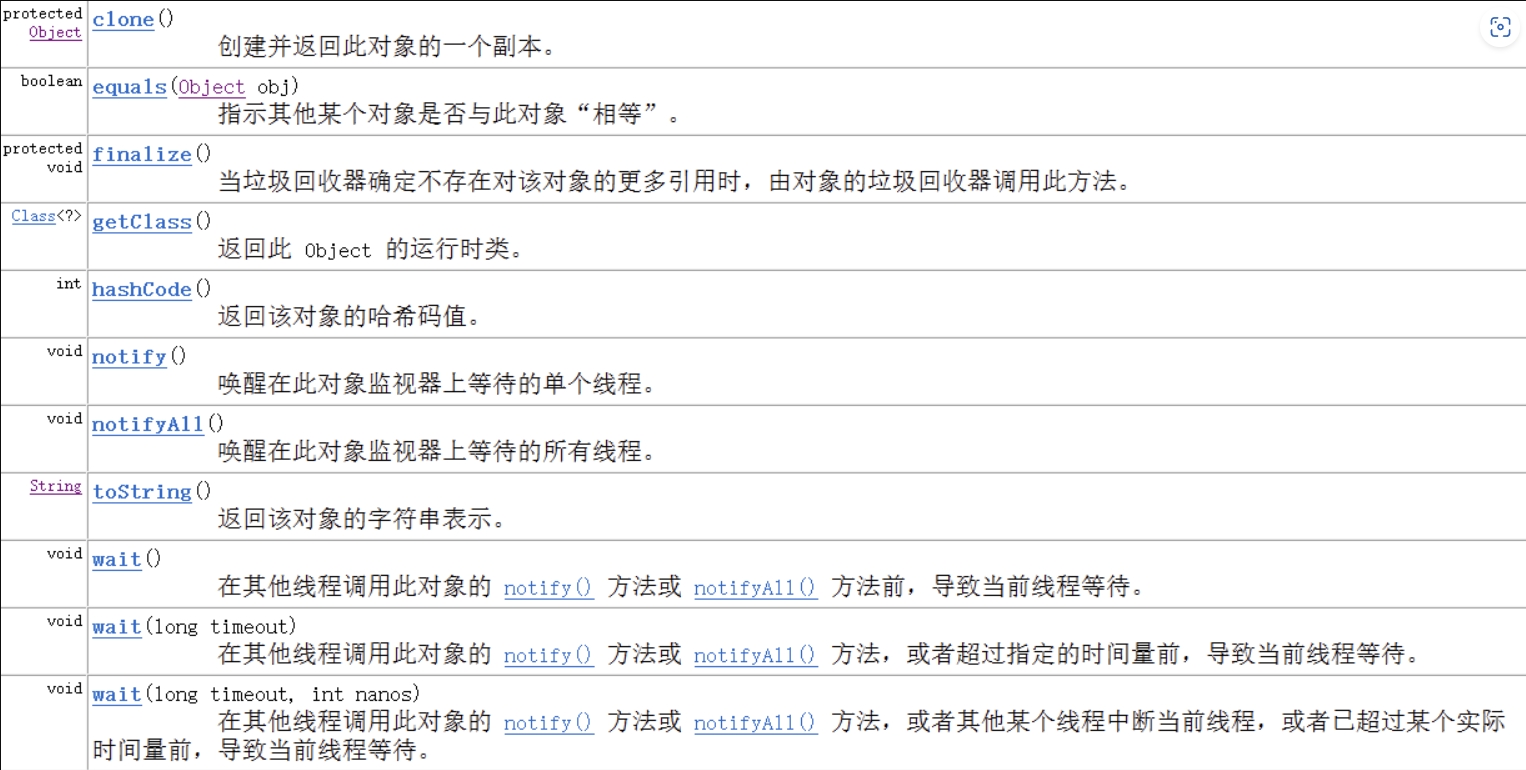 protected clone()
Object
创建并返回此对象的一个副本。
boolean equals(Object obj)
指示其他某个对象是否与此对象“相等”。
protected finalize()
void
当垃圾回收器确定不存在对该对象的更多引用时，由对象的垃圾回收器调用此方法。
Class<?> getClass()
返回此 Object 的运行时类。
int hashCode()
返回该对象的哈希码值。
void notify()
唤醒在此对象监视器上等待的单个线程。
void notifyAll()
唤醒在此对象监视器上等待的所有线程。
String toString()
返回该对象的字符串表示。
void wait()
在其他线程调用此对象的 notify() 方法或 notifyAll() 方法前，导致当前线程等待。
void wait(long timeout)
在其他线程调用此对象的 notify() 方法或 notifyAll() 方法，或者超过指定的时间量前，导致当前线程等待。
void wait(long timeout, int nanos)
在其他线程调用此对象的 notify() 方法或 notifyAll() 方法，或者其他某个线程中断当前线程，或者已超过某个实际
时间量前，导致当前线程等待。